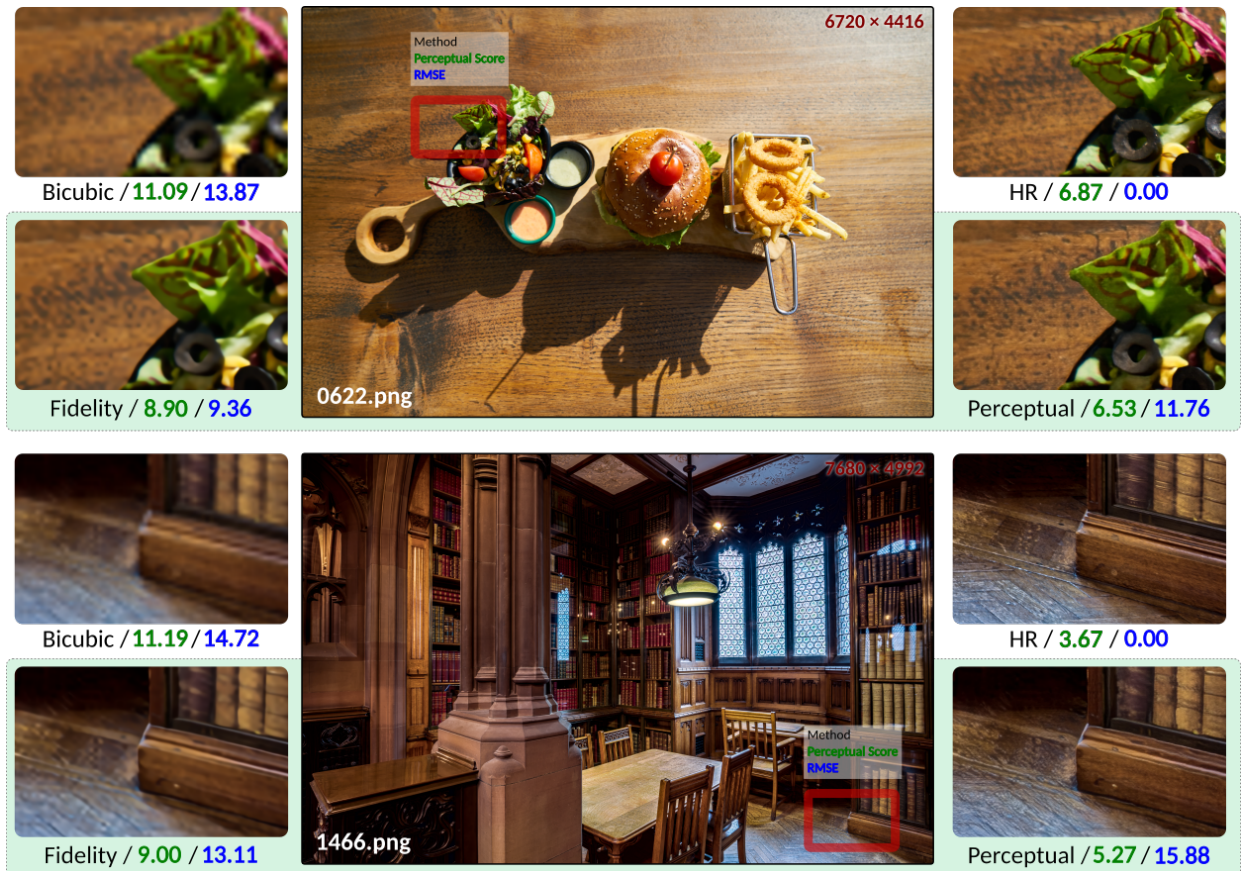 6720 × 4416
Method
Perceptual Score
RMSE
Bicubic / 11.09 / 13.87
HR / 6.87 / 0.00
0622.png
Fidelity / 8.90 / 9.36
Perceptual / 6.53 / 11.76
7680 × 4992
Bicubic / 11.19 / 14.72
HR / 3.67 / 0.00
Method
Perceptual Score
RMSE
1466.png
Fidelity / 9.00 / 13.11
Perceptual / 5.27 / 15.88